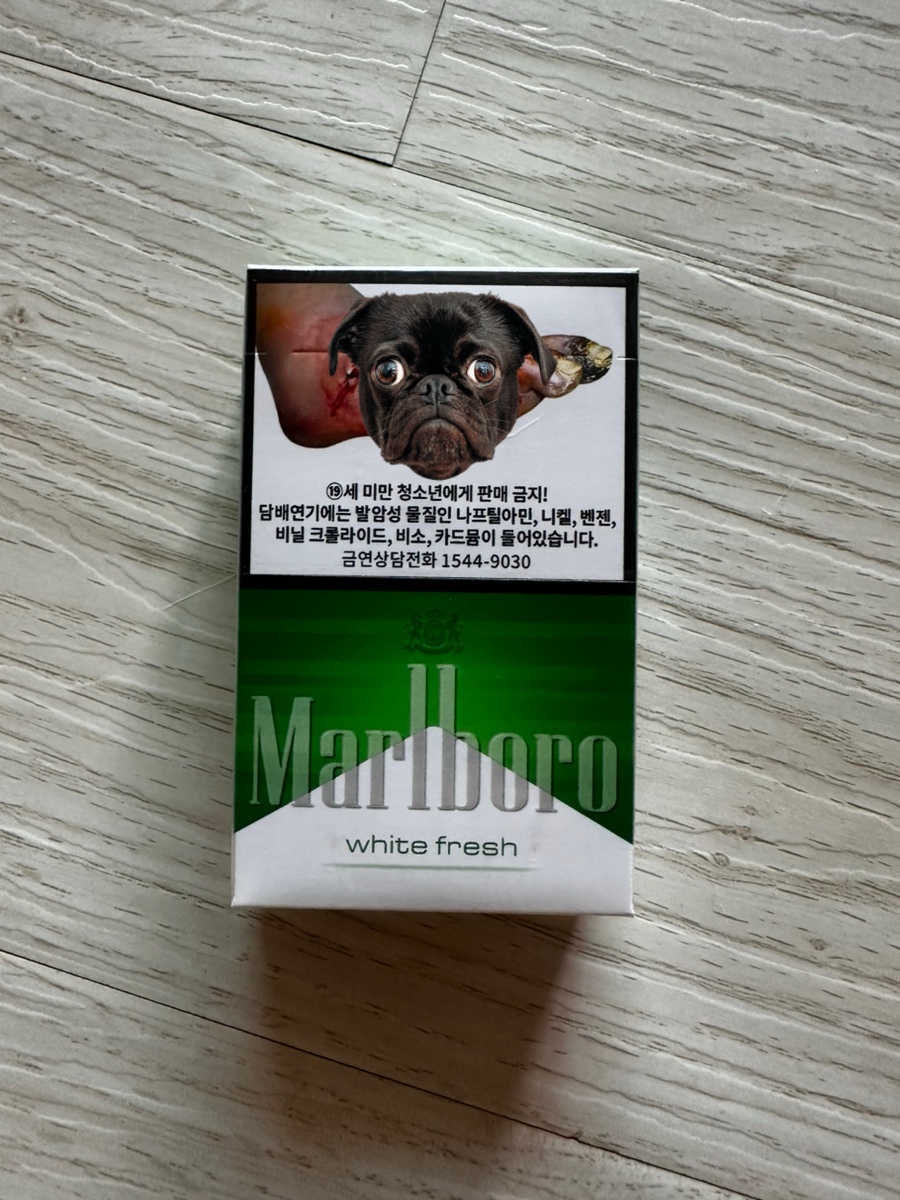 ⑲세 미만 청소년에게 판매 금지!
담배연기에는 발암성 물질인 나프틸아민, 니켈, 벤젠,
비닐 크롤라이드, 비소, 카드뮴이 들어있습니다.
금연상담전화 1544-9030
Marlboro
white fresh